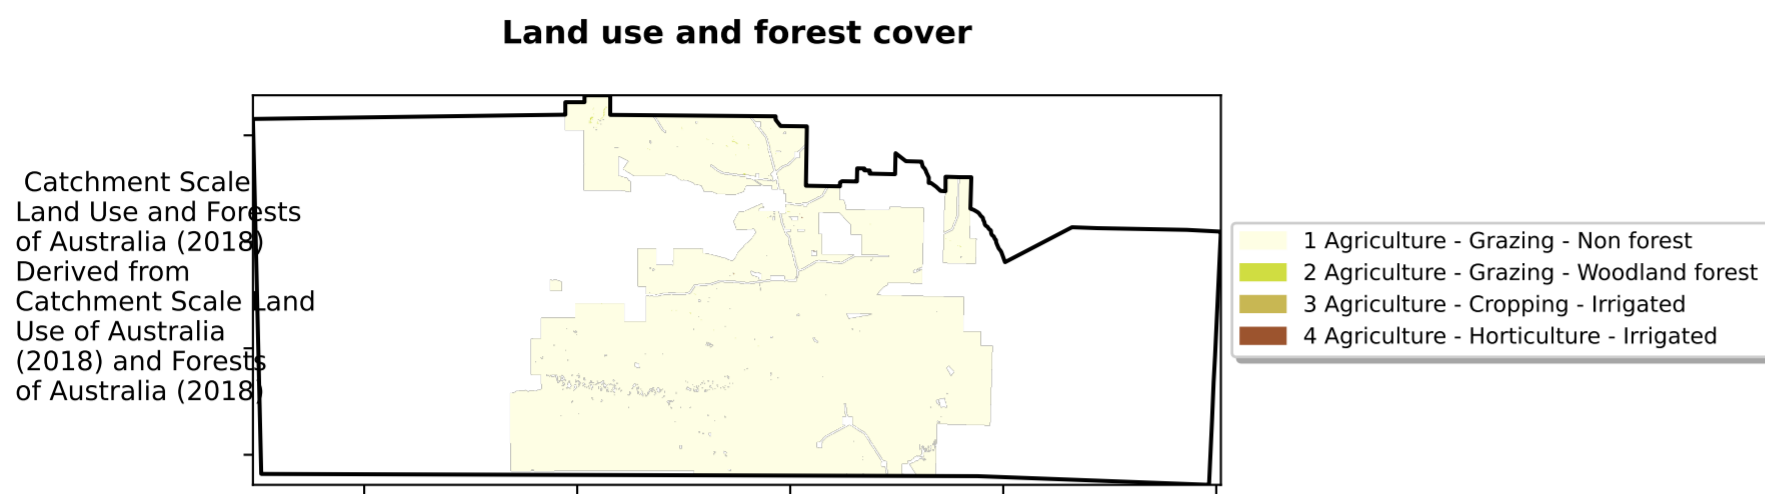 Land use and forest cover
Catchment Scale
Land Use and Forests
of Australia (2018)
Derived from
Catchment Scale Land
Use of Australia
(2018) and Forests
of Australia (2018)
1 Agriculture - Grazing - Non forest
2 Agriculture - Grazing - Woodland forest
3 Agriculture - Cropping - Irrigated
4 Agriculture - Horticulture - Irrigated